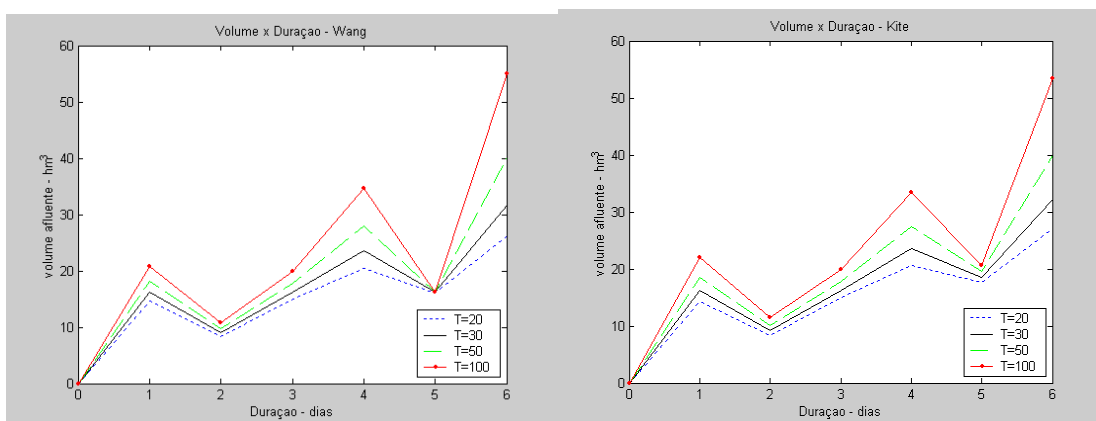 Volume x Duraçao - Wang
60
50
40
30
20
10
0
volume afluente - hm³
0 1 2 3 4 5 6
Duraçao - dias
T=20
T=30
T=50
T=100
Volume x Duraçao - Kite
60
50
40
30
20
10
0
volume afluente - hm³
0 1 2 3 4 5 6
Duraçao - dias
T=20
T=30
T=50
T=100